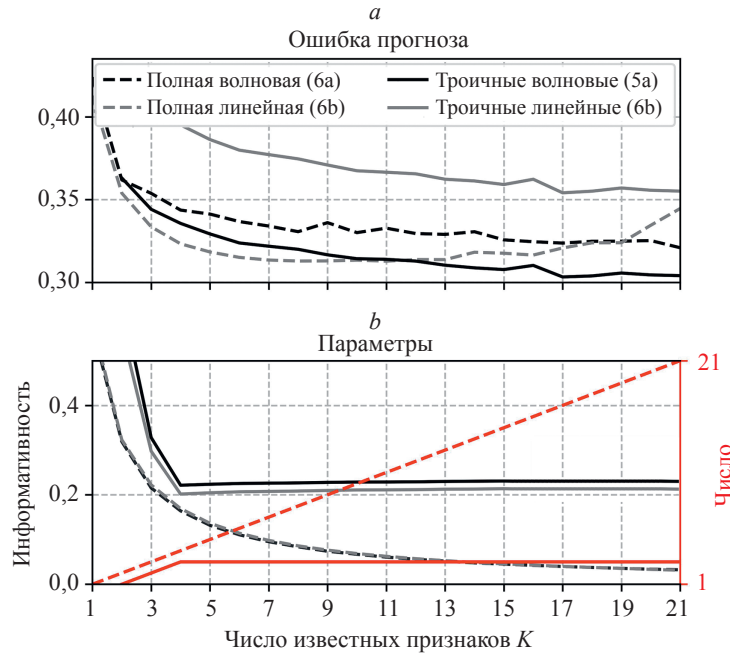 a
Ошибка прогноза
Полная волновая (6a)
Троичные волновые (5a)
Полная линейная (6b)
Троичные линейные (6b)
0,40
0,35
0,30
b
Параметры
Информативность
0,4
0,2
0,0
21
Число
1
1 3 5 7 9 11 13 15 17 19 21
Число известных признаков K